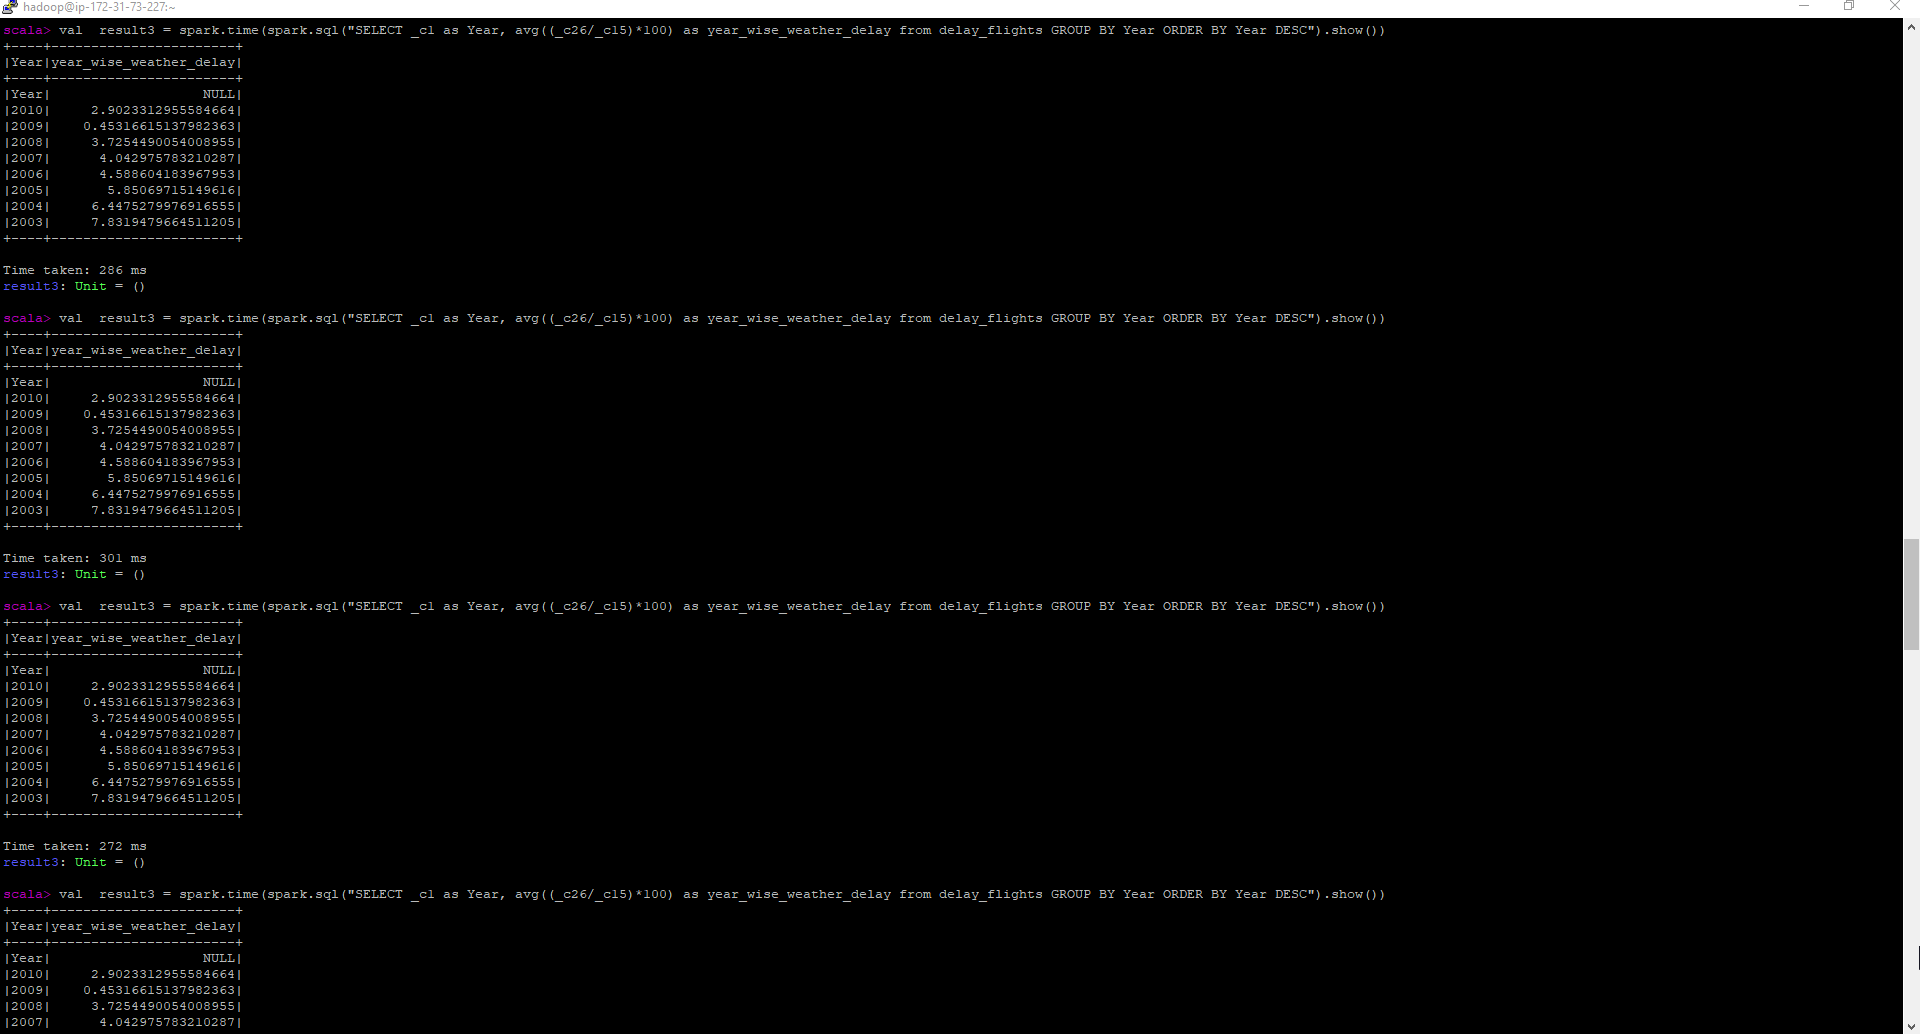 hadoop@ip-172-31-73-227:~
scala> val  result3 = spark.time(spark.sql("SELECT _c1 as Year, avg((_c26/_c15)*100) as year_wise_weather_delay from delay_flights GROUP BY Year ORDER BY Year DESC").show())
+----+-----------------------+
|Year|year_wise_weather_delay|
+----+-----------------------+
|Year|                   NULL|
|2010|     2.9023312955584664|
|2009|    0.45316615137982363|
|2008|     3.7254490054008955|
|2007|      4.042975783210287|
|2006|      4.588604183967953|
|2005|       5.85069715149616|
|2004|     6.4475279976916555|
|2003|     7.8319479664511205|
+----+-----------------------+
Time taken: 286 ms
result3: Unit = ()
scala> val  result3 = spark.time(spark.sql("SELECT _c1 as Year, avg((_c26/_c15)*100) as year_wise_weather_delay from delay_flights GROUP BY Year ORDER BY Year DESC").show())
+----+-----------------------+
|Year|year_wise_weather_delay|
+----+-----------------------+
|Year|                   NULL|
|2010|     2.9023312955584664|
|2009|    0.45316615137982363|
|2008|     3.7254490054008955|
|2007|      4.042975783210287|
|2006|      4.588604183967953|
|2005|       5.85069715149616|
|2004|     6.4475279976916555|
|2003|     7.8319479664511205|
+----+-----------------------+
Time taken: 301 ms
result3: Unit = ()
scala> val  result3 = spark.time(spark.sql("SELECT _c1 as Year, avg((_c26/_c15)*100) as year_wise_weather_delay from delay_flights GROUP BY Year ORDER BY Year DESC").show())
+----+-----------------------+
|Year|year_wise_weather_delay|
+----+-----------------------+
|Year|                   NULL|
|2010|     2.9023312955584664|
|2009|    0.45316615137982363|
|2008|     3.7254490054008955|
|2007|      4.042975783210287|
|2006|      4.588604183967953|
|2005|       5.85069715149616|
|2004|     6.4475279976916555|
|2003|     7.8319479664511205|
+----+-----------------------+
Time taken: 272 ms
result3: Unit = ()
scala> val  result3 = spark.time(spark.sql("SELECT _c1 as Year, avg((_c26/_c15)*100) as year_wise_weather_delay from delay_flights GROUP BY Year ORDER BY Year DESC").show())
+----+-----------------------+
|Year|year_wise_weather_delay|
+----+-----------------------+
|Year|                   NULL|
|2010|     2.9023312955584664|
|2009|    0.45316615137982363|
|2008|     3.7254490054008955|
|2007|      4.042975783210287|